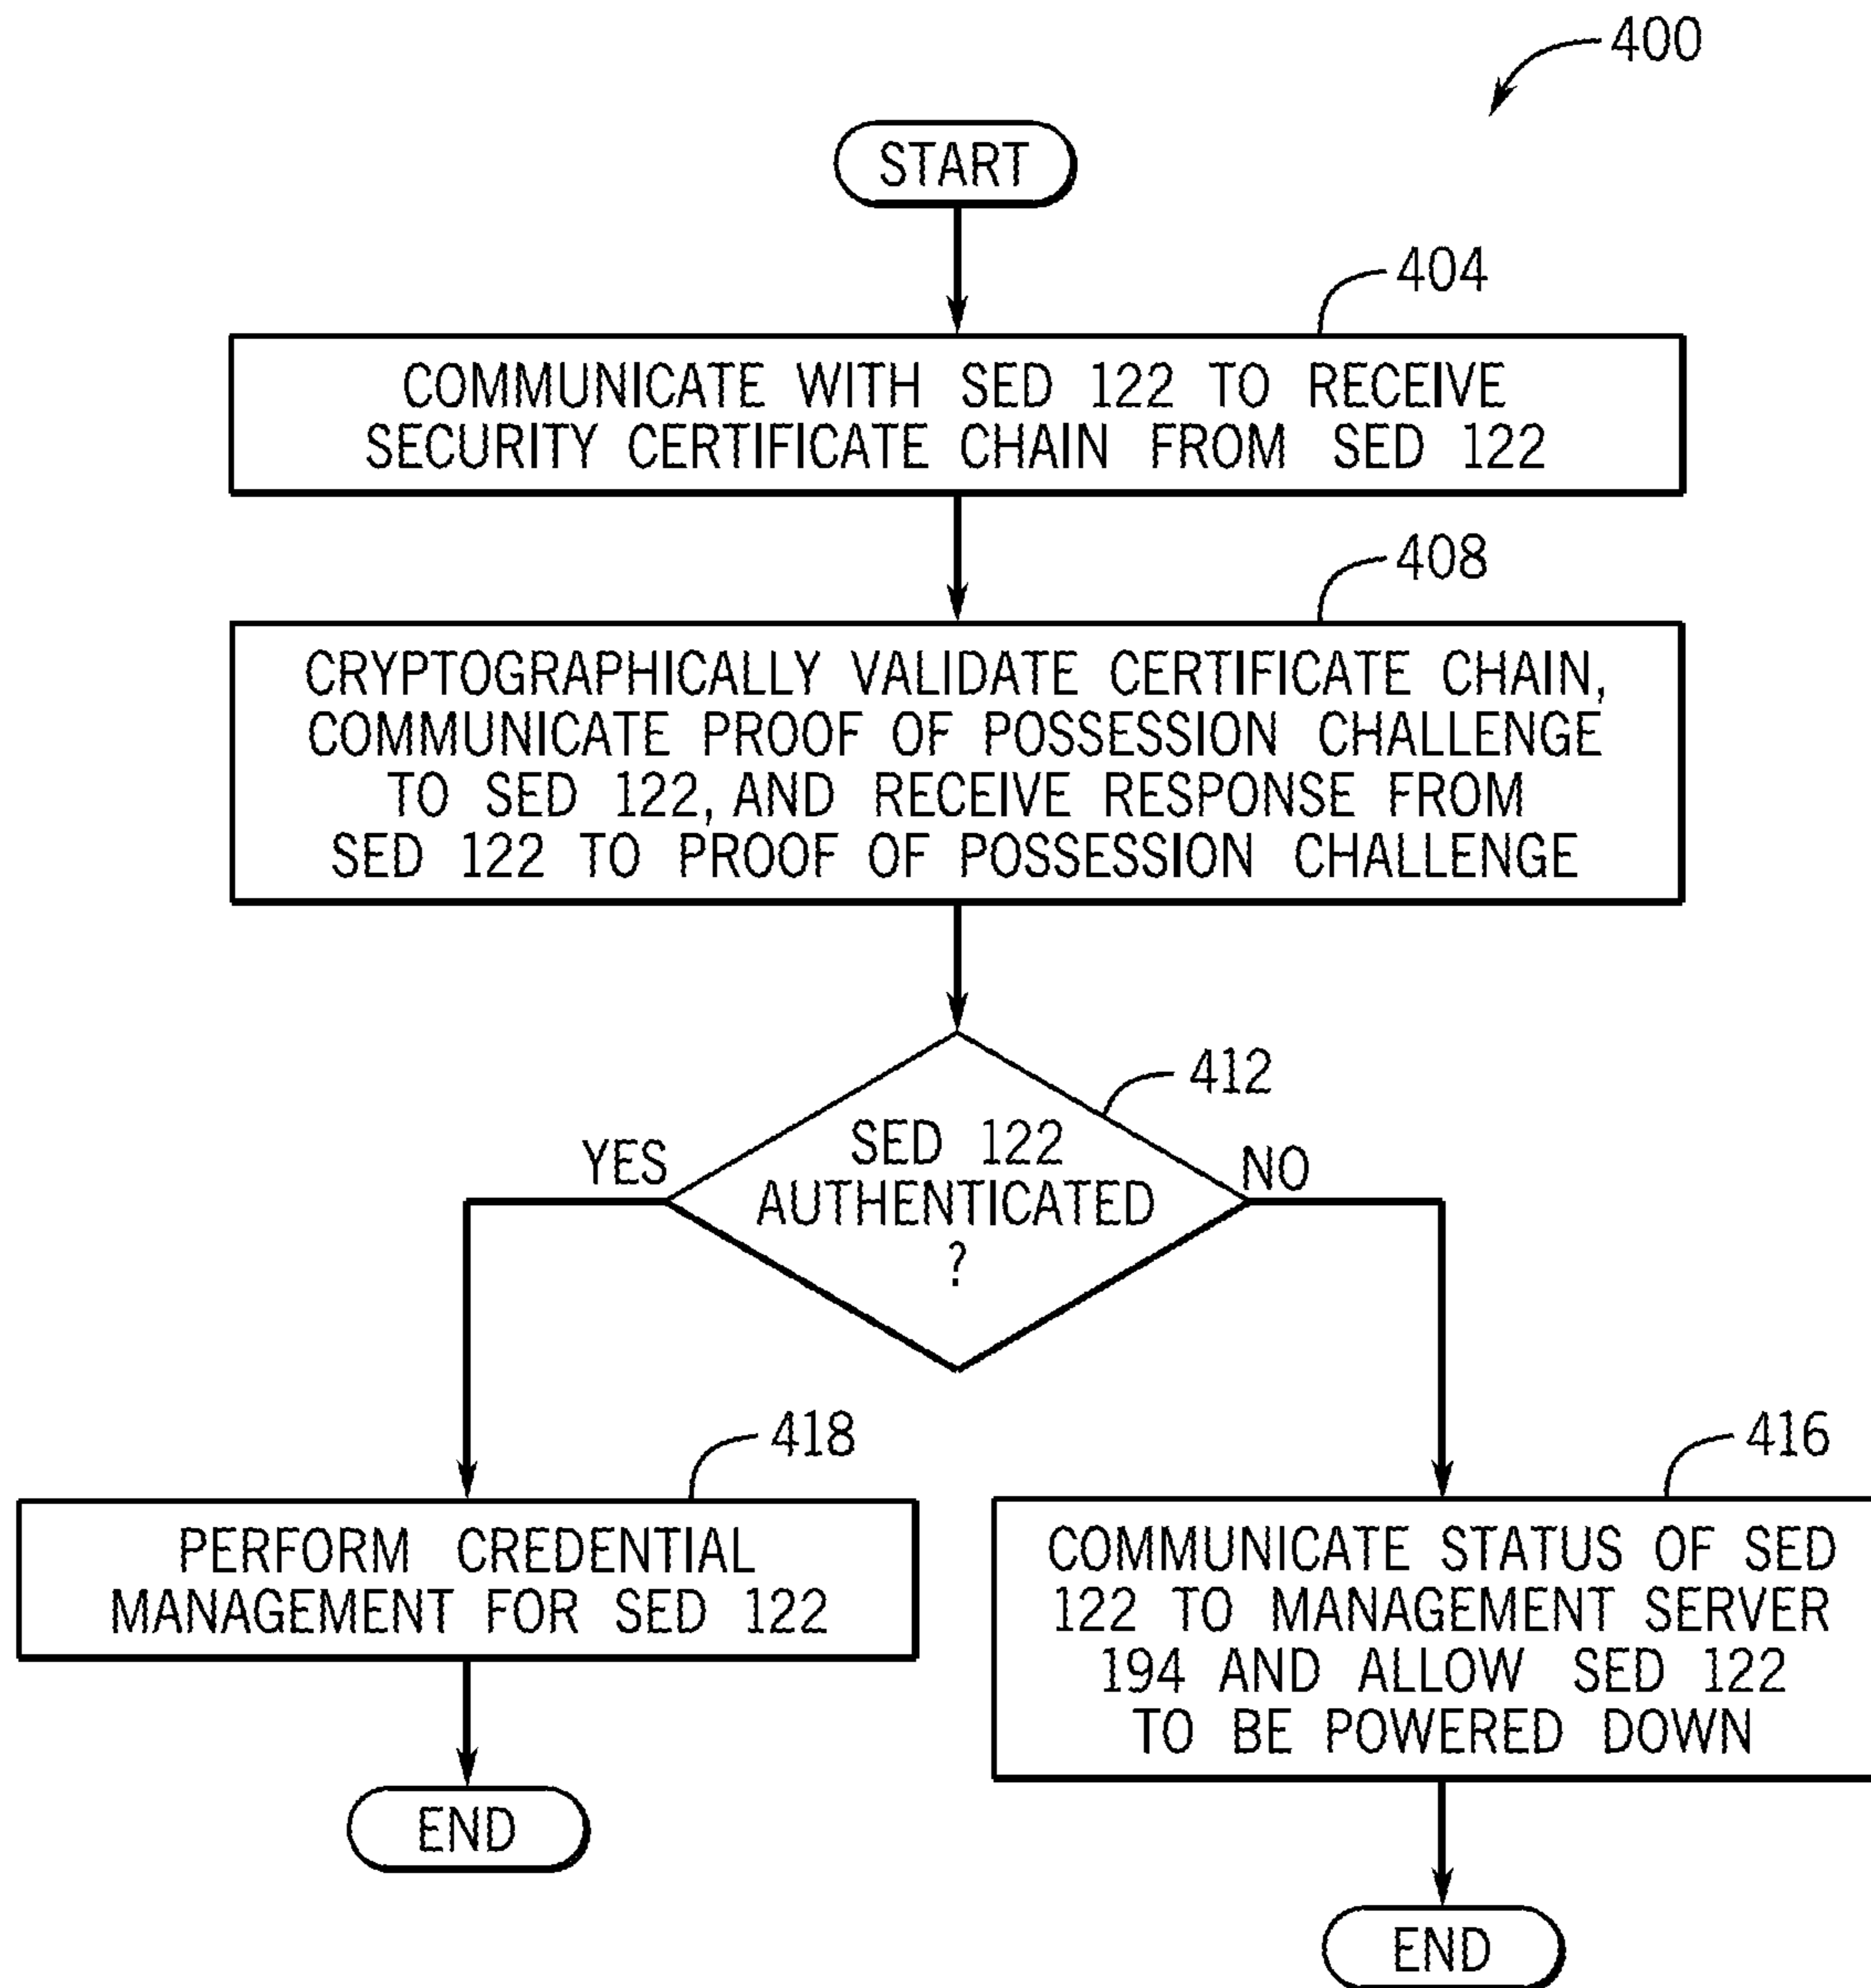 400
START
404
COMMUNICATE WITH SED 122 TO RECEIVE
SECURITY CERTIFICATE CHAIN FROM SED 122
408
CRYPTOGRAPHICALLY VALIDATE CERTIFICATE CHAIN,
COMMUNICATE PROOF OF POSSESSION CHALLENGE
TO SED 122, AND RECEIVE RESPONSE FROM
SED 122 TO PROOF OF POSSESSION CHALLENGE
412
SED 122
AUTHENTICATED
?
YES
NO
418
PERFORM CREDENTIAL
MANAGEMENT FOR SED 122
END
416
COMMUNICATE STATUS OF SED
122 TO MANAGEMENT SERVER
194 AND ALLOW SED 122
TO BE POWERED DOWN
END